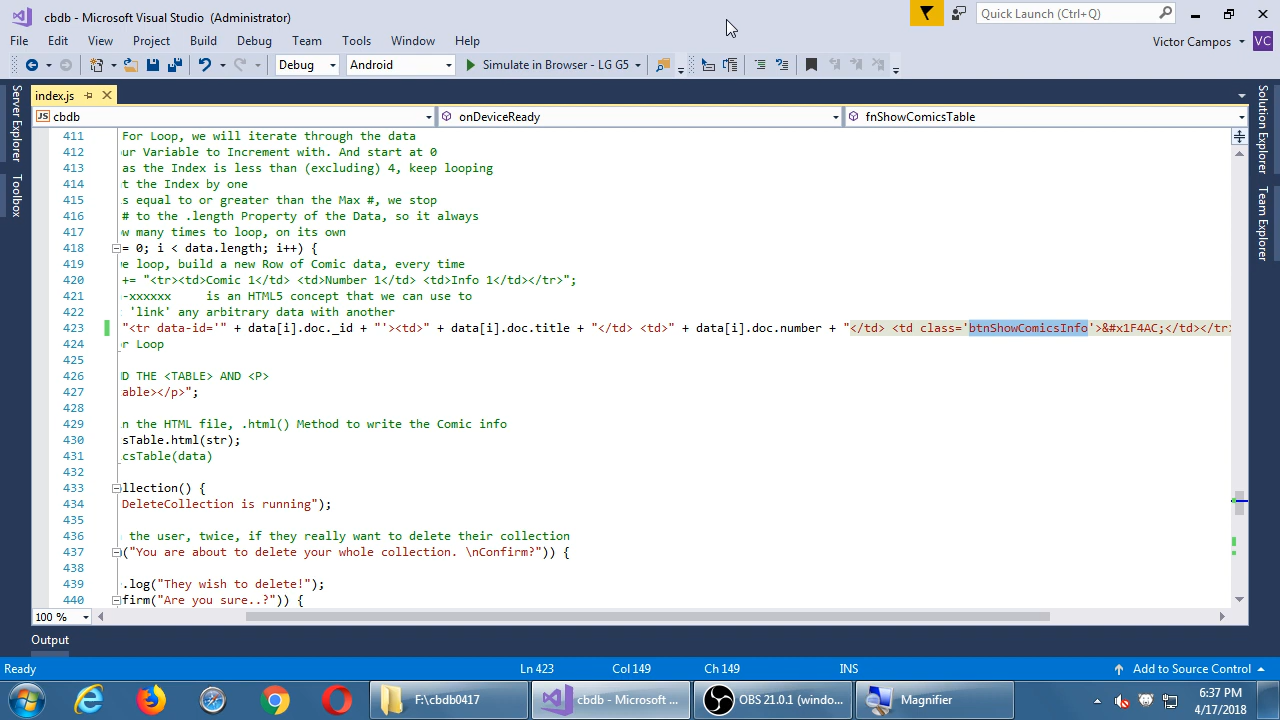 cbdb - Microsoft Visual Studio (Administrator)
Quick Launch (Ctrl+Q)
File Edit View Project Build Debug Team Tools Window Help
Victor Campos VC
Debug Android Simulate in Browser - LG G5
index.js
JS cbdb onDeviceReady fnShowComicsTable
Server Explorer
Toolbox
Solution Explorer
Team Explorer
411 For Loop, we will iterate through the data
412 ur Variable to Increment with. And start at 0
413 as the Index is less than (excluding) 4, keep looping
414 t the Index by one
415 s equal to or greater than the Max #, we stop
416 # to the .length Property of the Data, so it always
417 w many times to loop, on its own
418 = 0; i < data.length; i++) {
419 e loop, build a new Row of Comic data, every time
420 += "<tr><td>Comic 1</td> <td>Number 1</td> <td>Info 1</td></tr>";
421 -xxxxxx is an HTML5 concept that we can use to
422 'link' any arbitrary data with another
423 "<tr data-id='" + data[i].doc._id + "'><td>" + data[i].doc.title + "</td> <td>" + data[i].doc.number + "</td> <td class='btnShowComicsInfo'>&#x1F4AC;</td></tr>
424 r Loop
425
426 D THE <TABLE> AND <P>
427 able></p>";
428
429 n the HTML file, .html() Method to write the Comic info
430 sTable.html(str);
431 csTable(data)
432
433 ollection() {
434 DeleteCollection is running");
435
436 the user, twice, if they really want to delete their collection
437 ("You are about to delete your whole collection. \nConfirm?")) {
438
439 .log("They wish to delete!");
440 firm("Are you sure..?")) {
100 %
Output
Ready Ln 423 Col 149 Ch 149 INS Add to Source Control
F:\cbdb0417 cbdb - Microsoft ... OBS 21.0.1 (windo... Magnifier
6:37 PM
4/17/2018